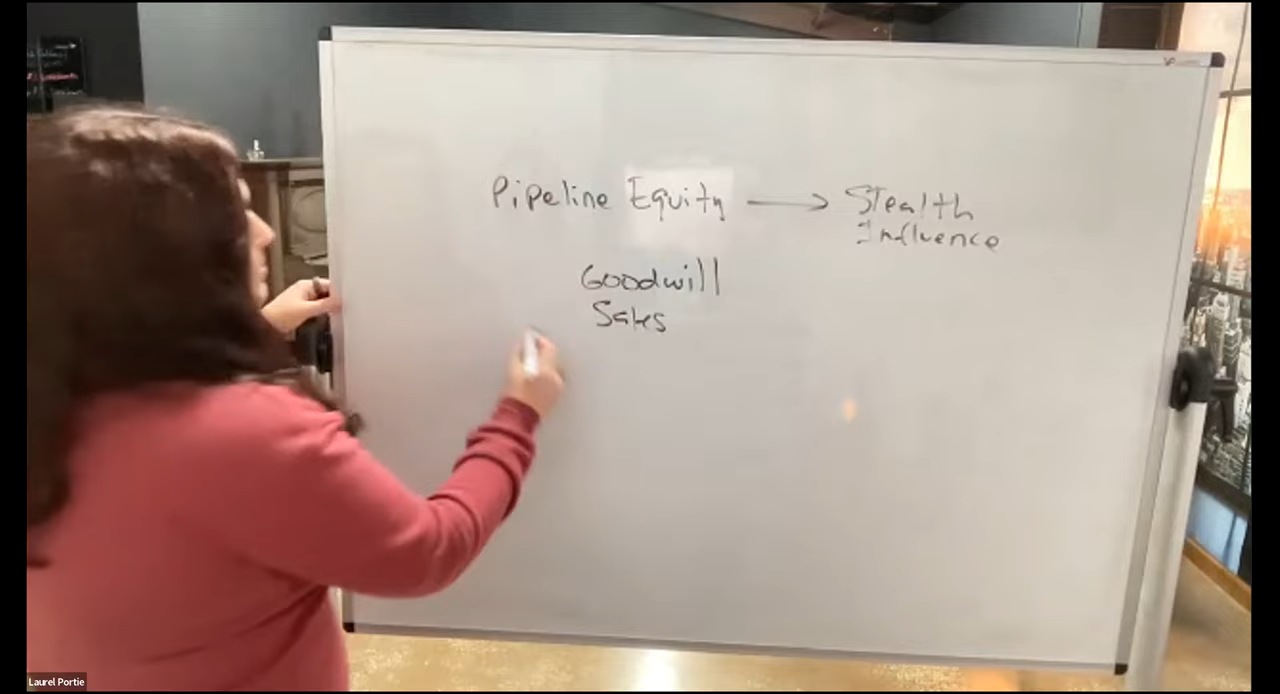 Pipeline Equity → Stealth
Influence
Goodwill
Sales
Laurel Portie